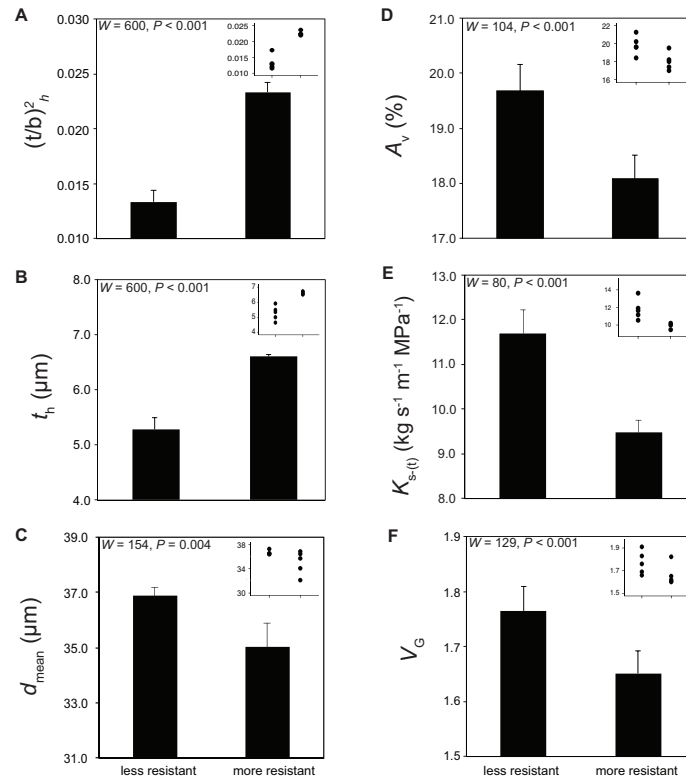 A
W = 600, P < 0.001
0.030
0.025
0.020
0.015
0.010
(t/b)²h
0.025
0.020
0.015
0.010
B
W = 600, P < 0.001
8.0
7.0
6.0
5.0
4.0
th (µm)
7
6
5
4
C
W = 154, P = 0.004
39.0
37.0
35.0
33.0
31.0
dmean (µm)
38
36
30
less resistant more resistant
D
W = 104, P < 0.001
21.0
20.0
19.0
18.0
17.0
Av (%)
22
20
18
16
E
W = 80, P < 0.001
13.0
12.0
11.0
10.0
9.0
8.0
Ks-(t) (kg s-1 m-1 MPa-1)
14
12
10
F
W = 129, P < 0.001
1.9
1.8
1.7
1.6
1.5
VG
1.9
1.7
1.5
less resistant more resistant